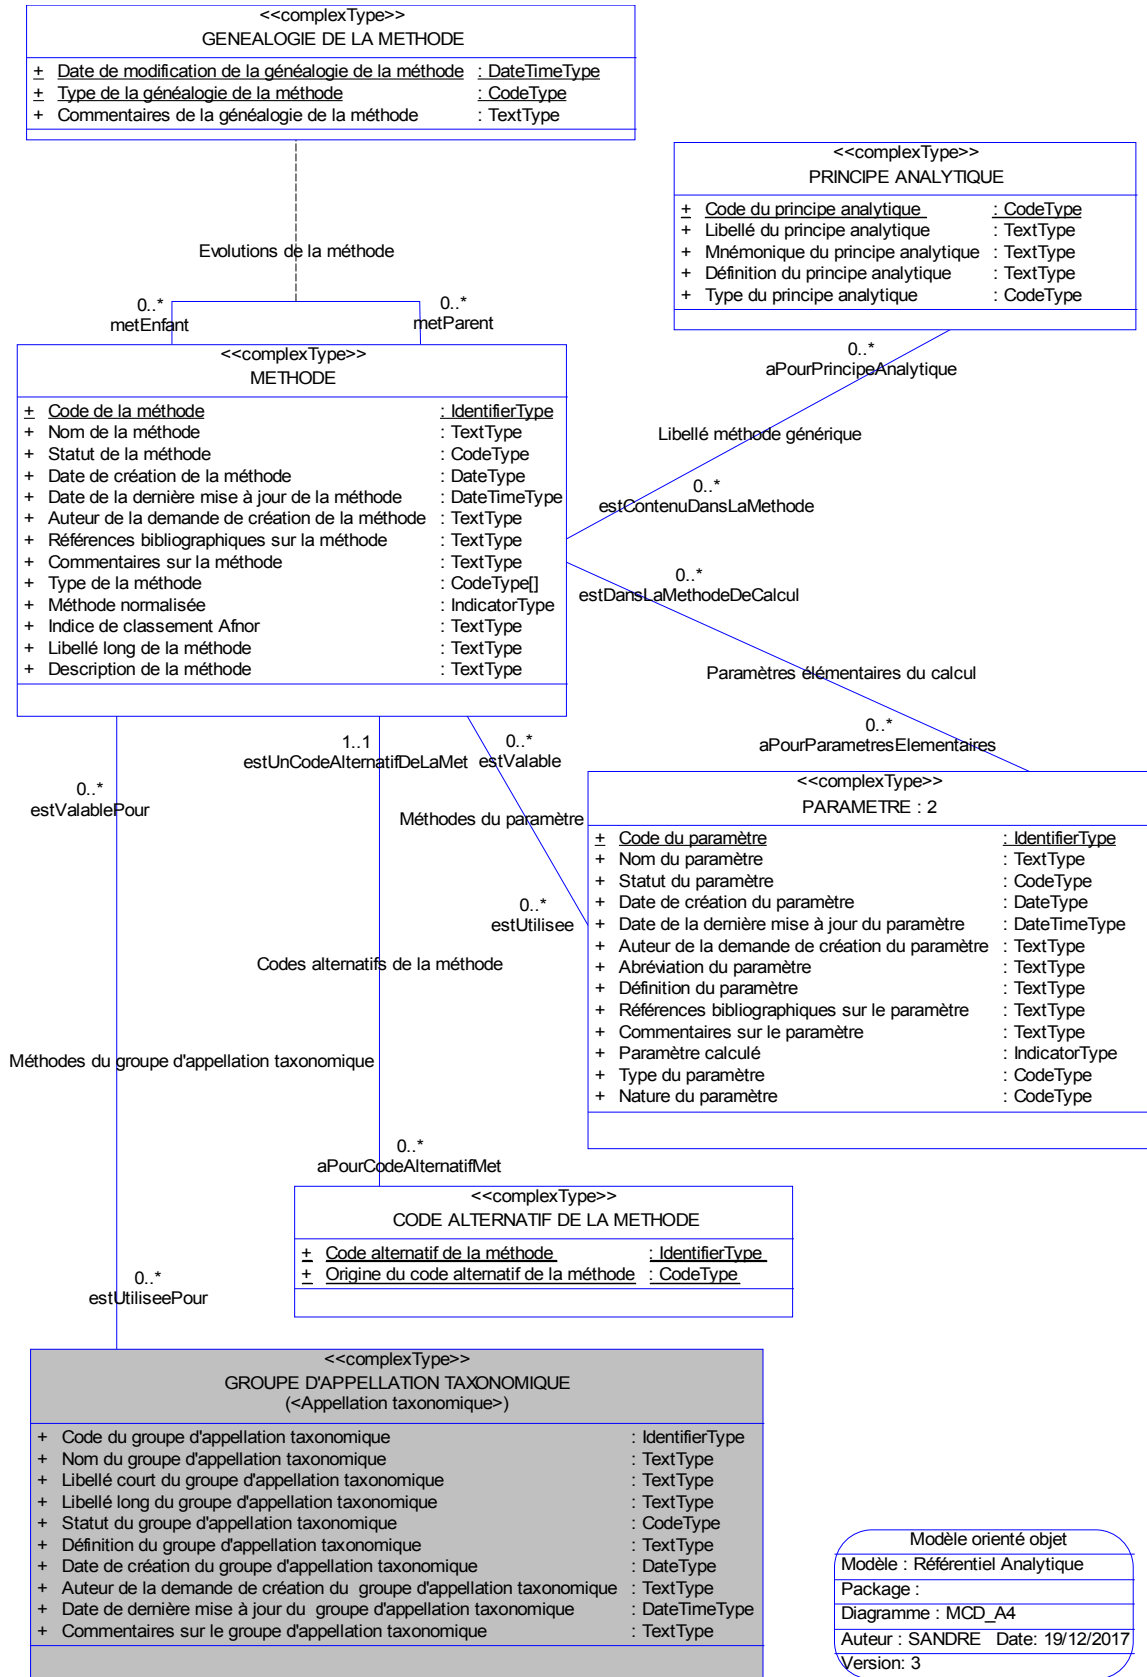 <<complexType>>
GENEALOGIE DE LA METHODE
+ Date de modification de la généalogie de la méthode : DateTimeType
+ Type de la généalogie de la méthode : CodeType
+ Commentaires de la généalogie de la méthode : TextType
<<complexType>>
PRINCIPE ANALYTIQUE
+ Code du principe analytique : CodeType
+ Libellé du principe analytique : TextType
+ Mnémonique du principe analytique : TextType
+ Définition du principe analytique : TextType
+ Type du principe analytique : CodeType
Evolutions de la méthode
0..*
metEnfant
0..*
metParent
<<complexType>>
METHODE
+ Code de la méthode : IdentifierType
+ Nom de la méthode : TextType
+ Statut de la méthode : CodeType
+ Date de création de la méthode : DateType
+ Date de la dernière mise à jour de la méthode : DateTimeType
+ Auteur de la demande de création de la méthode : TextType
+ Références bibliographiques sur la méthode : TextType
+ Commentaires sur la méthode : TextType
+ Type de la méthode : CodeType[]
+ Méthode normalisée : IndicatorType
+ Indice de classement Afnor : TextType
+ Libellé long de la méthode : TextType
+ Description de la méthode : TextType
0..*
aPourPrincipeAnalytique
Libellé méthode générique
0..*
estContenuDansLaMethode
0..*
estDansLaMethodeDeCalcul
Paramètres élémentaires du calcul
0..*
aPourParametresElementaires
1..1
estUnCodeAlternatifDeLaMet
0..*
estValable
0..*
estValablePour
Méthodes du paramètre
0..*
estUtilisee
<<complexType>>
PARAMETRE : 2
+ Code du paramètre : IdentifierType
+ Nom du paramètre : TextType
+ Statut du paramètre : CodeType
+ Date de création du paramètre : DateType
+ Date de la dernière mise à jour du paramètre : DateTimeType
+ Auteur de la demande de création du paramètre : TextType
+ Abréviation du paramètre : TextType
+ Définition du paramètre : TextType
+ Références bibliographiques sur le paramètre : TextType
+ Commentaires sur le paramètre : TextType
+ Paramètre calculé : IndicatorType
+ Type du paramètre : CodeType
+ Nature du paramètre : CodeType
Codes alternatifs de la méthode
Méthodes du groupe d'appellation taxonomique
0..*
aPourCodeAlternatifMet
<<complexType>>
CODE ALTERNATIF DE LA METHODE
+ Code alternatif de la méthode : IdentifierType
+ Origine du code alternatif de la méthode : CodeType
0..*
estUtiliseePour
<<complexType>>
GROUPE D'APPELLATION TAXONOMIQUE
(<Appellation taxonomique>)
+ Code du groupe d'appellation taxonomique : IdentifierType
+ Nom du groupe d'appellation taxonomique : TextType
+ Libellé court du groupe d'appellation taxonomique : TextType
+ Libellé long du groupe d'appellation taxonomique : TextType
+ Statut du groupe d'appellation taxonomique : CodeType
+ Définition du groupe d'appellation taxonomique : TextType
+ Date de création du groupe d'appellation taxonomique : DateType
+ Auteur de la demande de création du groupe d'appellation taxonomique : TextType
+ Date de dernière mise à jour du groupe d'appellation taxonomique : DateTimeType
+ Commentaires sur le groupe d'appellation taxonomique : TextType
Modèle orienté objet
Modèle : Référentiel Analytique
Package :
Diagramme : MCD_A4
Auteur : SANDRE Date: 19/12/2017
Version: 3